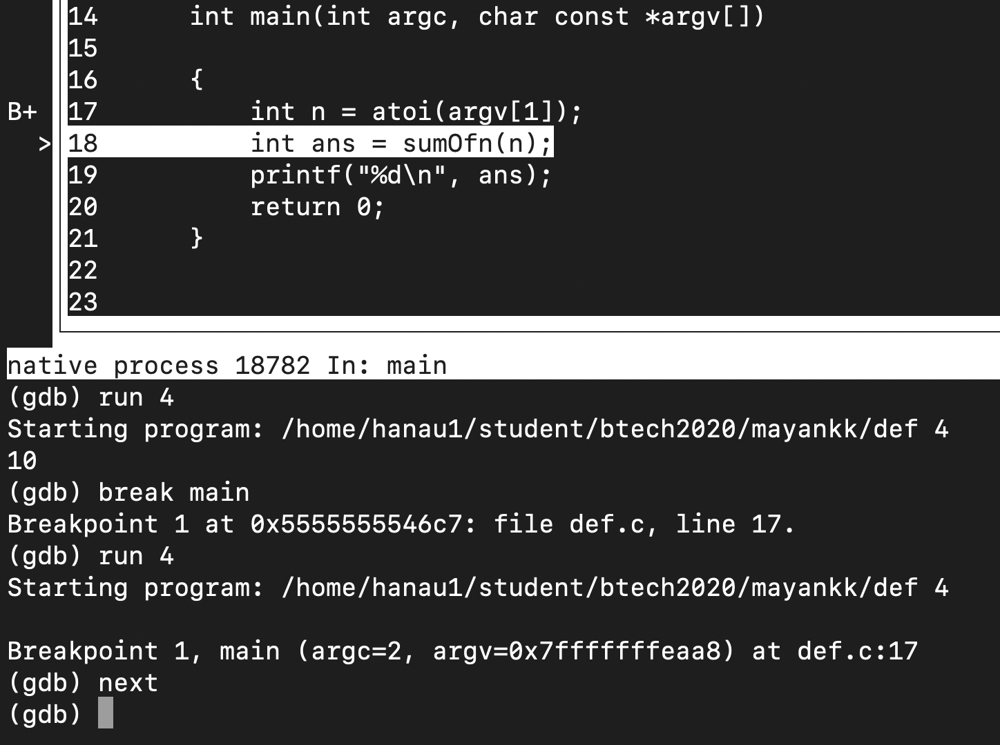 14      int main(int argc, char const *argv[])
15
16      {
B+ 17          int n = atoi(argv[1]);
> 18          int ans = sumOfn(n);
19          printf("%d\n", ans);
20          return 0;
21      }
22
23
native process 18782 In: main
(gdb) run 4
Starting program: /home/hanau1/student/btech2020/mayankk/def 4
10
(gdb) break main
Breakpoint 1 at 0x5555555546c7: file def.c, line 17.
(gdb) run 4
Starting program: /home/hanau1/student/btech2020/mayankk/def 4
Breakpoint 1, main (argc=2, argv=0x7fffffffeaa8) at def.c:17
(gdb) next
(gdb)